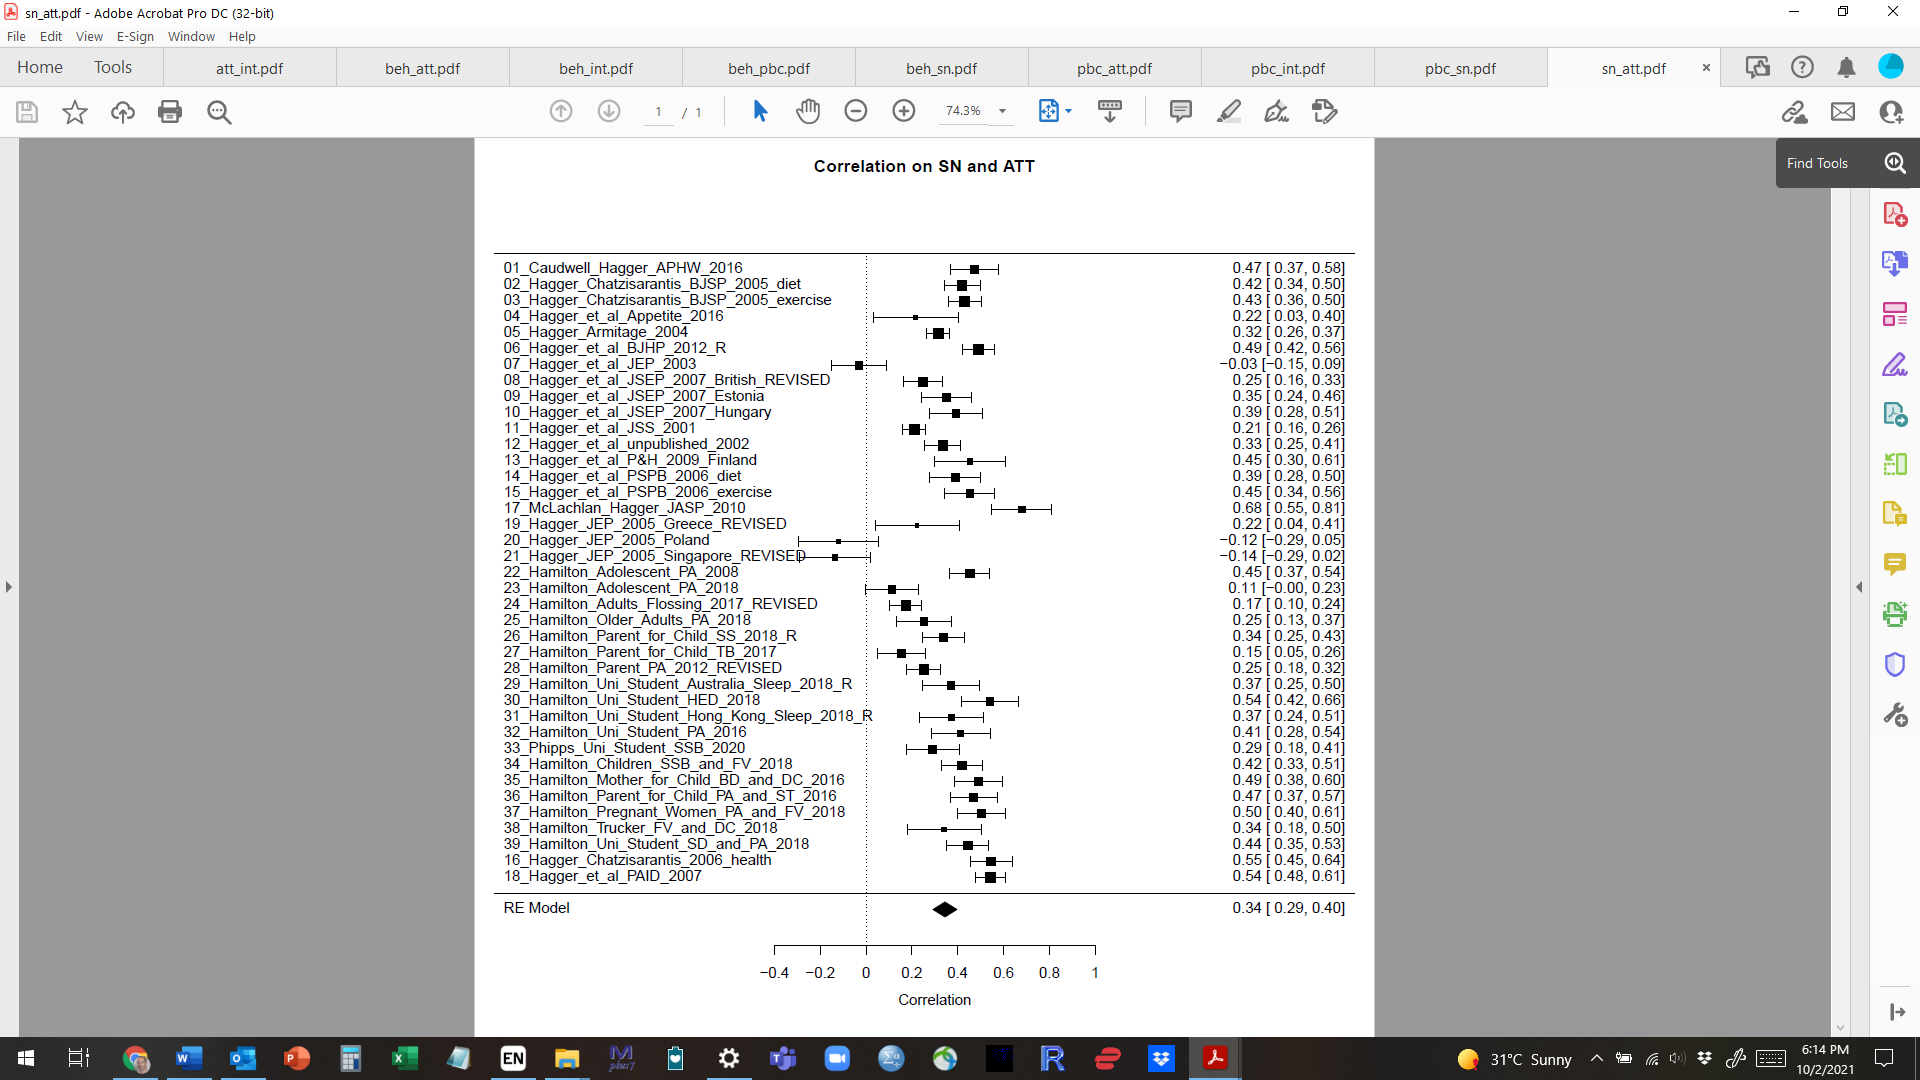 sn_att.pdf - Adobe Acrobat Pro DC (32-bit)
File Edit View E-Sign Window Help
Home Tools att_int.pdf beh_att.pdf beh_int.pdf beh_pbc.pdf beh_sn.pdf pbc_att.pdf pbc_int.pdf pbc_sn.pdf sn_att.pdf ×
1 / 1 74.3%
Find Tools
Correlation on SN and ATT
01_Caudwell_Hagger_APHW_2016 0.47 [ 0.37, 0.58]
02_Hagger_Chatzisarantis_BJSP_2005_diet 0.42 [ 0.34, 0.50]
03_Hagger_Chatzisarantis_BJSP_2005_exercise 0.43 [ 0.36, 0.50]
04_Hagger_et_al_Appetite_2016 0.22 [ 0.03, 0.40]
05_Hagger_Armitage_2004 0.32 [ 0.26, 0.37]
06_Hagger_et_al_BJHP_2012_R 0.49 [ 0.42, 0.56]
07_Hagger_et_al_JEP_2003 −0.03 [−0.15, 0.09]
08_Hagger_et_al_JSEP_2007_British_REVISED 0.25 [ 0.16, 0.33]
09_Hagger_et_al_JSEP_2007_Estonia 0.35 [ 0.24, 0.46]
10_Hagger_et_al_JSEP_2007_Hungary 0.39 [ 0.28, 0.51]
11_Hagger_et_al_JSS_2001 0.21 [ 0.16, 0.26]
12_Hagger_et_al_unpublished_2002 0.33 [ 0.25, 0.41]
13_Hagger_et_al_P&H_2009_Finland 0.45 [ 0.30, 0.61]
14_Hagger_et_al_PSPB_2006_diet 0.39 [ 0.28, 0.50]
15_Hagger_et_al_PSPB_2006_exercise 0.45 [ 0.34, 0.56]
17_McLachlan_Hagger_JASP_2010 0.68 [ 0.55, 0.81]
19_Hagger_JEP_2005_Greece_REVISED 0.22 [ 0.04, 0.41]
20_Hagger_JEP_2005_Poland −0.12 [−0.29, 0.05]
21_Hagger_JEP_2005_Singapore_REVISED −0.14 [−0.29, 0.02]
22_Hamilton_Adolescent_PA_2008 0.45 [ 0.37, 0.54]
23_Hamilton_Adolescent_PA_2018 0.11 [−0.00, 0.23]
24_Hamilton_Adults_Flossing_2017_REVISED 0.17 [ 0.10, 0.24]
25_Hamilton_Older_Adults_PA_2018 0.25 [ 0.13, 0.37]
26_Hamilton_Parent_for_Child_SS_2018_R 0.34 [ 0.25, 0.43]
27_Hamilton_Parent_for_Child_TB_2017 0.15 [ 0.05, 0.26]
28_Hamilton_Parent_PA_2012_REVISED 0.25 [ 0.18, 0.32]
29_Hamilton_Uni_Student_Australia_Sleep_2018_R 0.37 [ 0.25, 0.50]
30_Hamilton_Uni_Student_HED_2018 0.54 [ 0.42, 0.66]
31_Hamilton_Uni_Student_Hong_Kong_Sleep_2018_R 0.37 [ 0.24, 0.51]
32_Hamilton_Uni_Student_PA_2016 0.41 [ 0.28, 0.54]
33_Phipps_Uni_Student_SSB_2020 0.29 [ 0.18, 0.41]
34_Hamilton_Children_SSB_and_FV_2018 0.42 [ 0.33, 0.51]
35_Hamilton_Mother_for_Child_BD_and_DC_2016 0.49 [ 0.38, 0.60]
36_Hamilton_Parent_for_Child_PA_and_ST_2016 0.47 [ 0.37, 0.57]
37_Hamilton_Pregnant_Women_PA_and_FV_2018 0.50 [ 0.40, 0.61]
38_Hamilton_Trucker_FV_and_DC_2018 0.34 [ 0.18, 0.50]
39_Hamilton_Uni_Student_SD_and_PA_2018 0.44 [ 0.35, 0.53]
16_Hagger_Chatzisarantis_2006_health 0.55 [ 0.45, 0.64]
18_Hagger_et_al_PAID_2007 0.54 [ 0.48, 0.61]
RE Model 0.34 [ 0.29, 0.40]
−0.4 −0.2 0 0.2 0.4 0.6 0.8 1
Correlation
EN
31°C Sunny
6:14 PM
10/2/2021